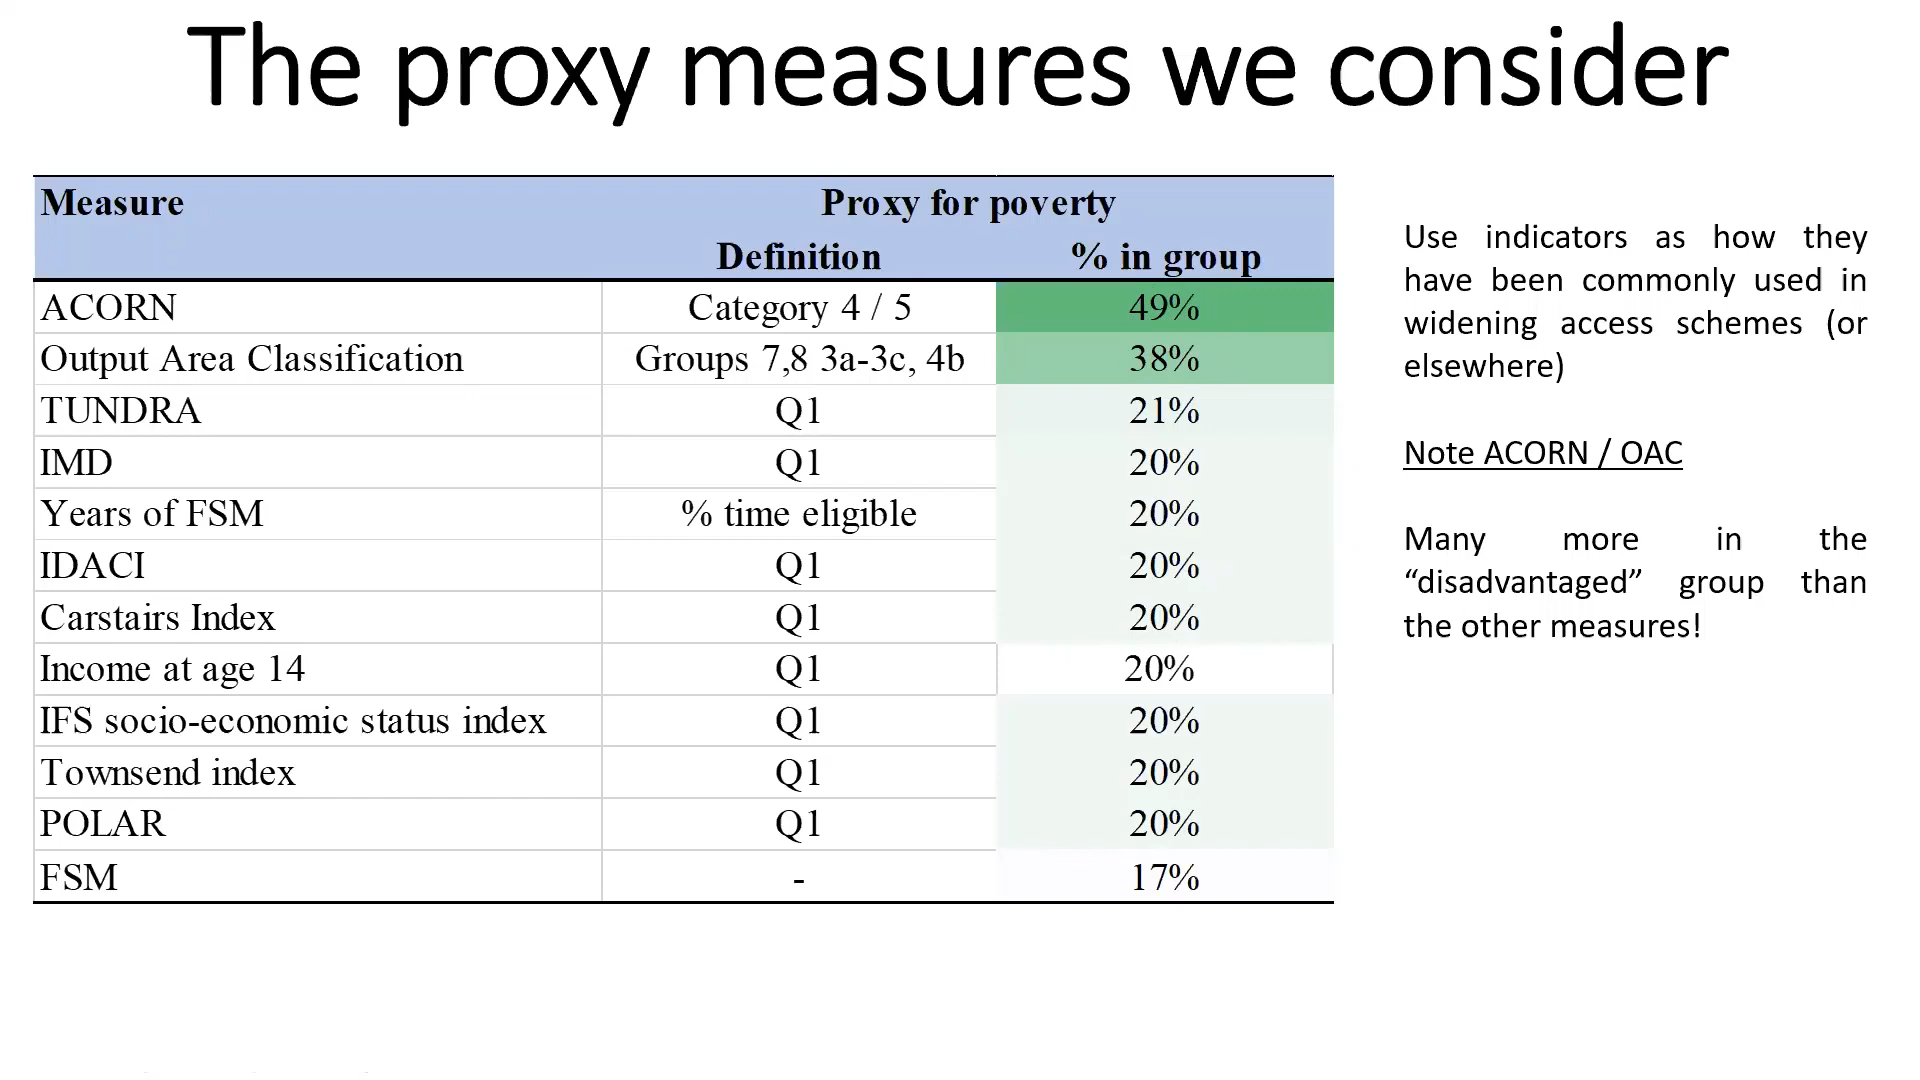 The proxy measures we consider
Measure Proxy for poverty
Definition % in group
ACORN Category 4 / 5 49%
Output Area Classification Groups 7,8 3a-3c, 4b 38%
TUNDRA Q1 21%
IMD Q1 20%
Years of FSM % time eligible 20%
IDACI Q1 20%
Carstairs Index Q1 20%
Income at age 14 Q1 20%
IFS socio-economic status index Q1 20%
Townsend index Q1 20%
POLAR Q1 20%
FSM - 17%
Use indicators as how they
have been commonly used in
widening access schemes (or
elsewhere)
Note ACORN / OAC
Many more in the
“disadvantaged” group than
the other measures!